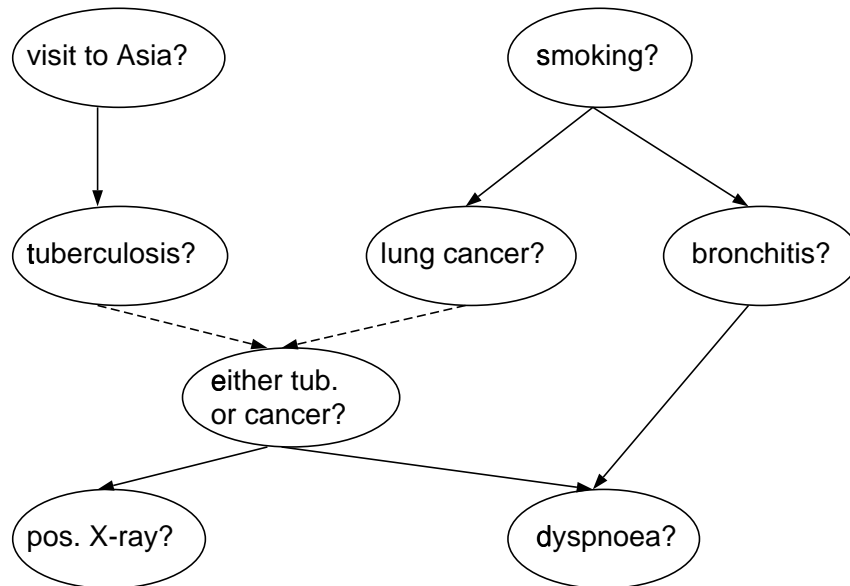 visit to Asia?
smoking?
tuberculosis?
lung cancer?
bronchitis?
either tub.
or cancer?
pos. X-ray?
dyspnoea?